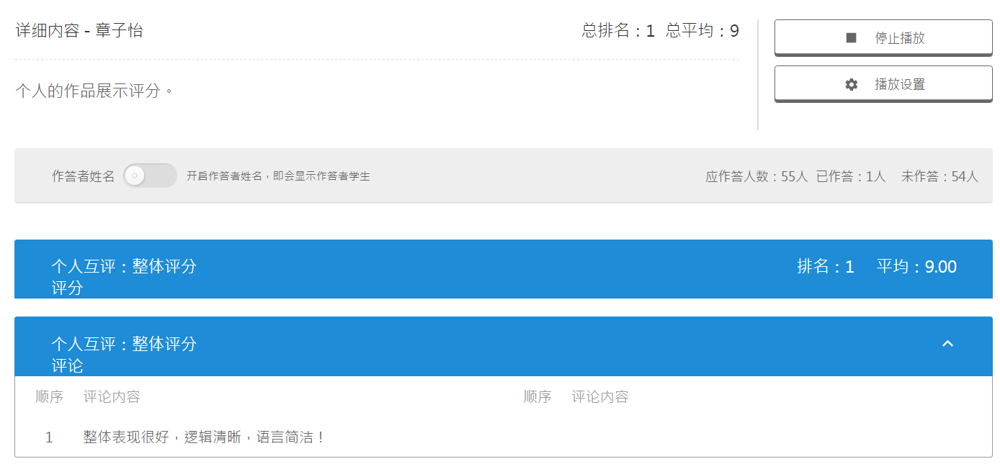 详细内容 - 章子怡
总排名：1 总平均：9
停止播放
个人的作品展示评分。
播放设置
作答者姓名 开启作答者姓名，即会显示作答者学生 应作答人数：55人 已作答：1人 未作答：54人
个人互评：整体评分 排名：1 平均：9.00
评分
个人互评：整体评分
评论
顺序 评论内容 顺序 评论内容
1 整体表现很好，逻辑清晰，语言简洁！